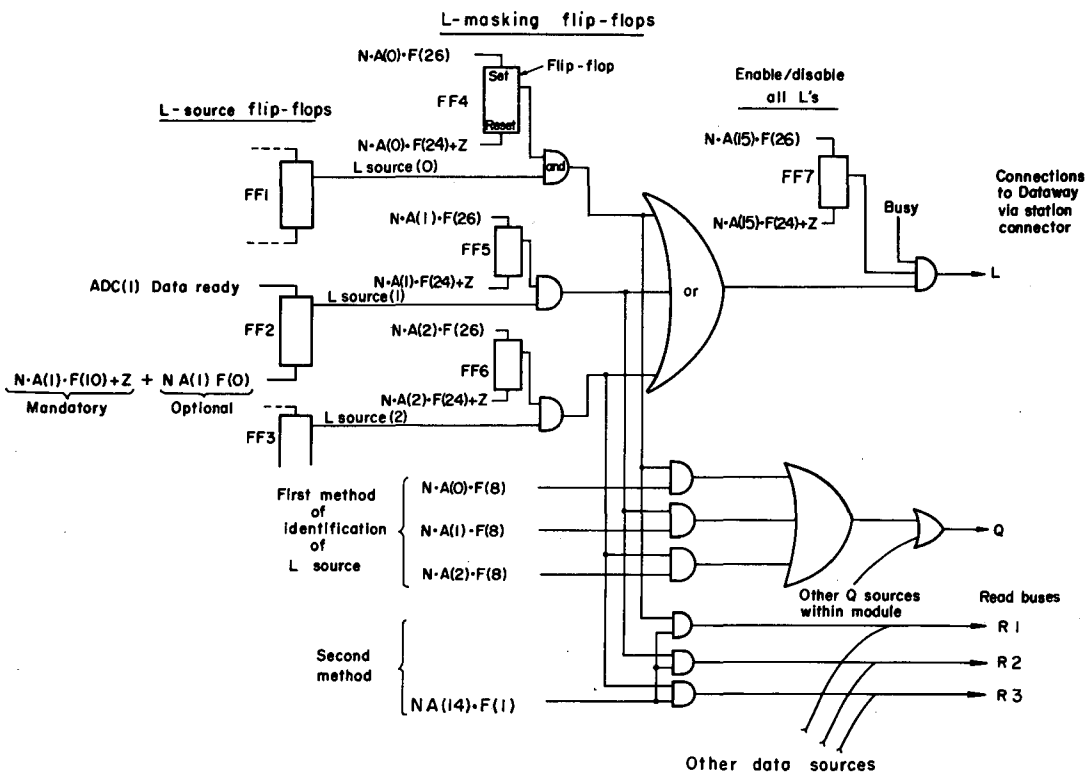 L-masking flip-flops
N·A(0)·F(26)
Set
Flip-flop
FF4
Reset
N·A(0)·F(24)+Z
L-source flip-flops
FF1
L source (0)
and
N·A(1)·F(26)
FF5
N·A(1)·F(24)+Z
ADC(1) Data ready
L source(1)
FF2
N·A(2)·F(26)
FF6
N·A(2)·F(24)+Z
N·A(1)·F(10)+Z + N A(1) F(0)
Mandatory
Optional
FF3
L source(2)
or
Enable/disable
all L's
N·A(15)·F(26)
FF7
N·A(15)·F(24)+Z
Busy
Connections
to Dataway
via station
connector
L
First method
of
identification
of
L source
N·A(0)·F(8)
N·A(1)·F(8)
N·A(2)·F(8)
Q
Other Q sources
within module
Read buses
R1
R2
R3
Second
method
N A(14)·F(1)
Other data sources